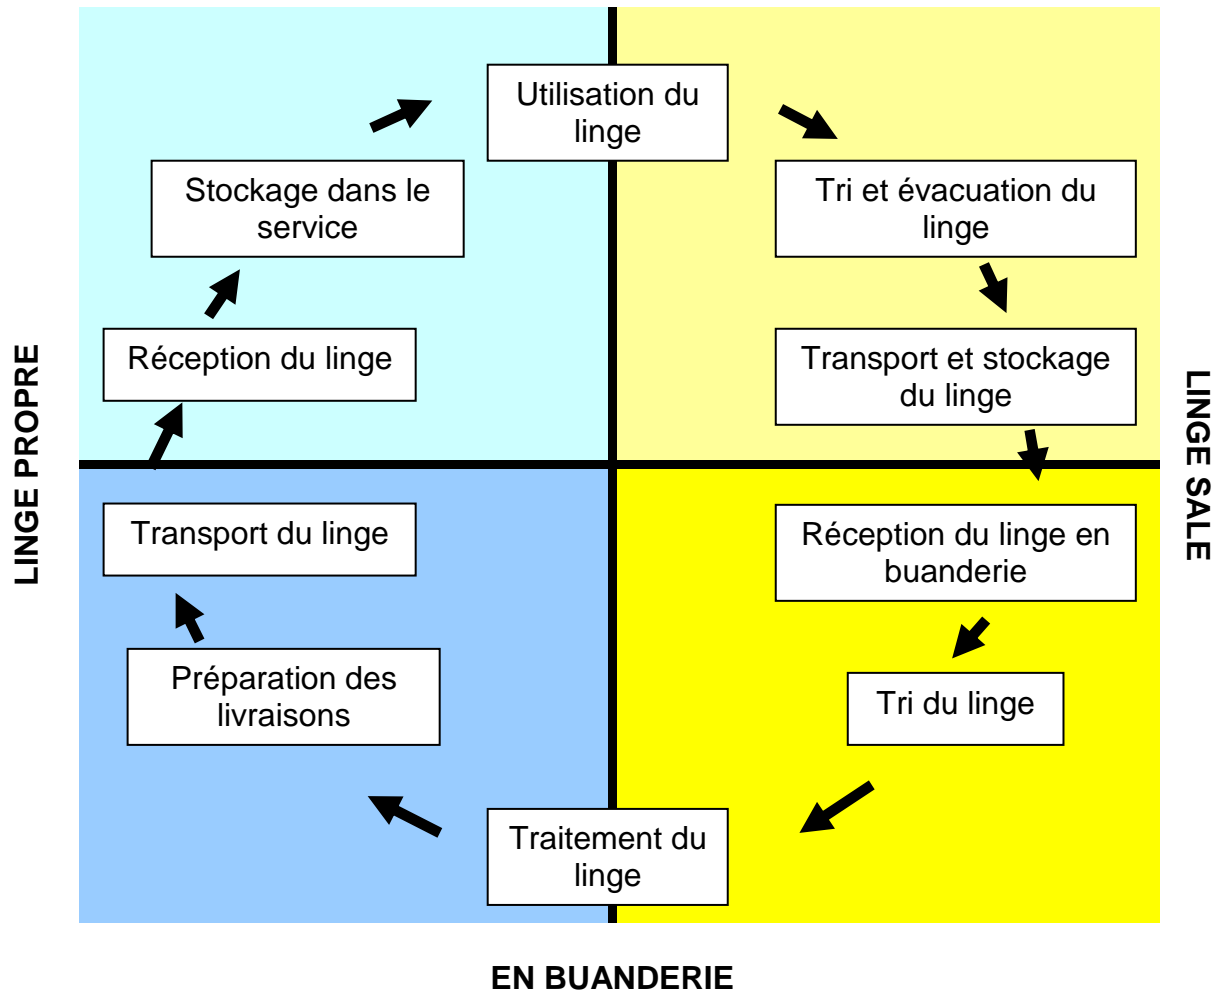 Utilisation du
linge
Stockage dans le
service
Tri et évacuation du
linge
Réception du linge
Transport et stockage
du linge
LINGE PROPRE
LINGE SALE
Transport du linge
Réception du linge en
buanderie
Préparation des
livraisons
Tri du linge
Traitement du
linge
EN BUANDERIE